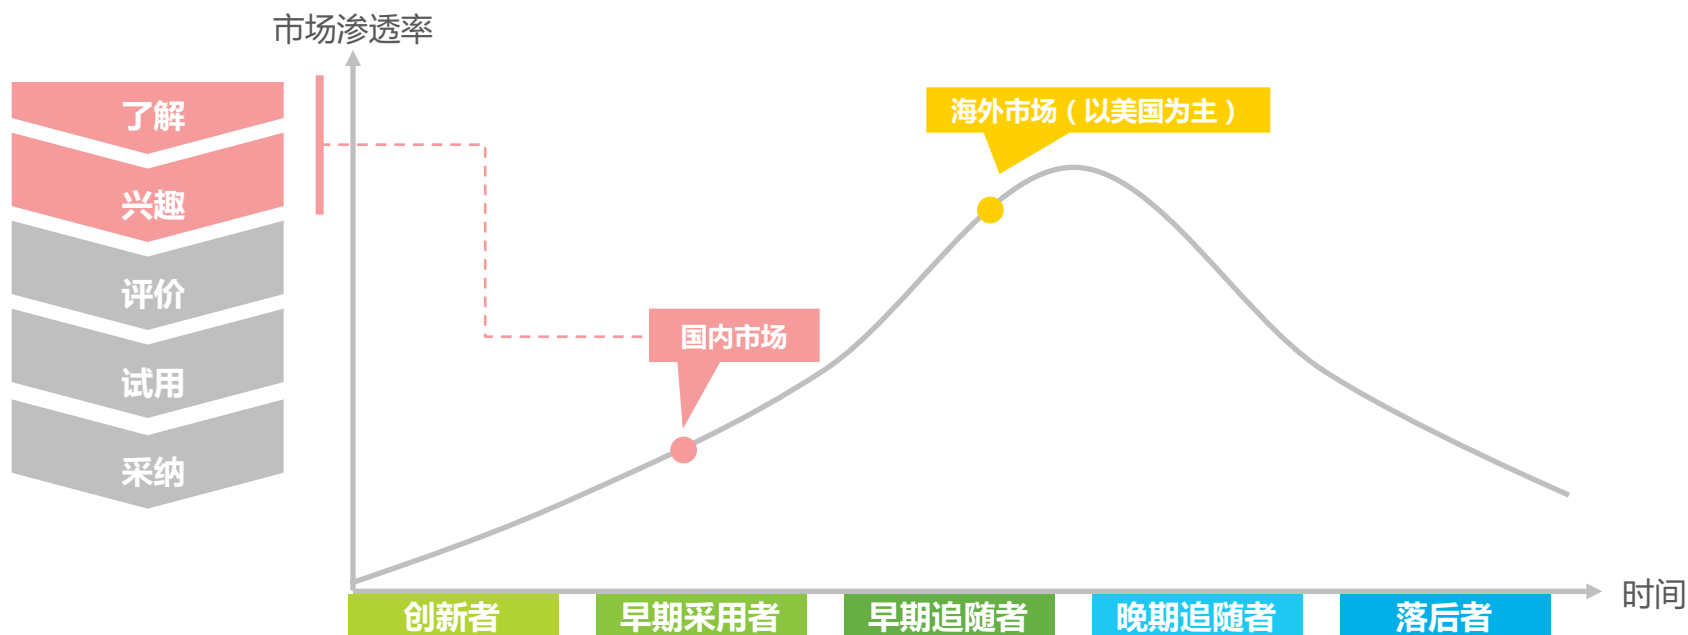 市场渗透率
了解
兴趣
评价
试用
采纳
海外市场（以美国为主）
国内市场
时间
创新者
早期采用者
早期追随者
晚期追随者
落后者